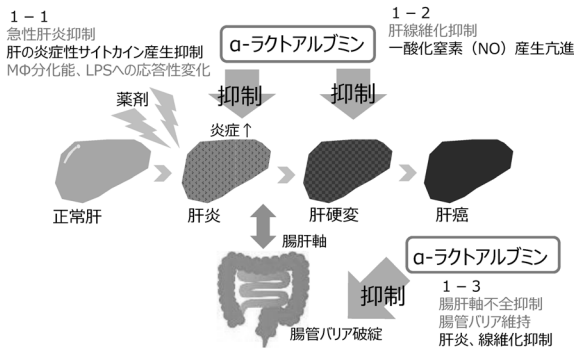 1－1
急性肝炎抑制
肝の炎症性サイトカイン産生抑制
MΦ分化能、LPSへの応答性変化
α-ラクトアルブミン
1－2
肝線維化抑制
一酸化窒素（NO）産生亢進
薬剤
抑制
抑制
炎症↑
正常肝
肝炎
肝硬変
肝癌
腸肝軸
α-ラクトアルブミン
抑制
1－3
腸肝軸不全抑制
腸管バリア維持
肝炎、線維化抑制
腸管バリア破綻